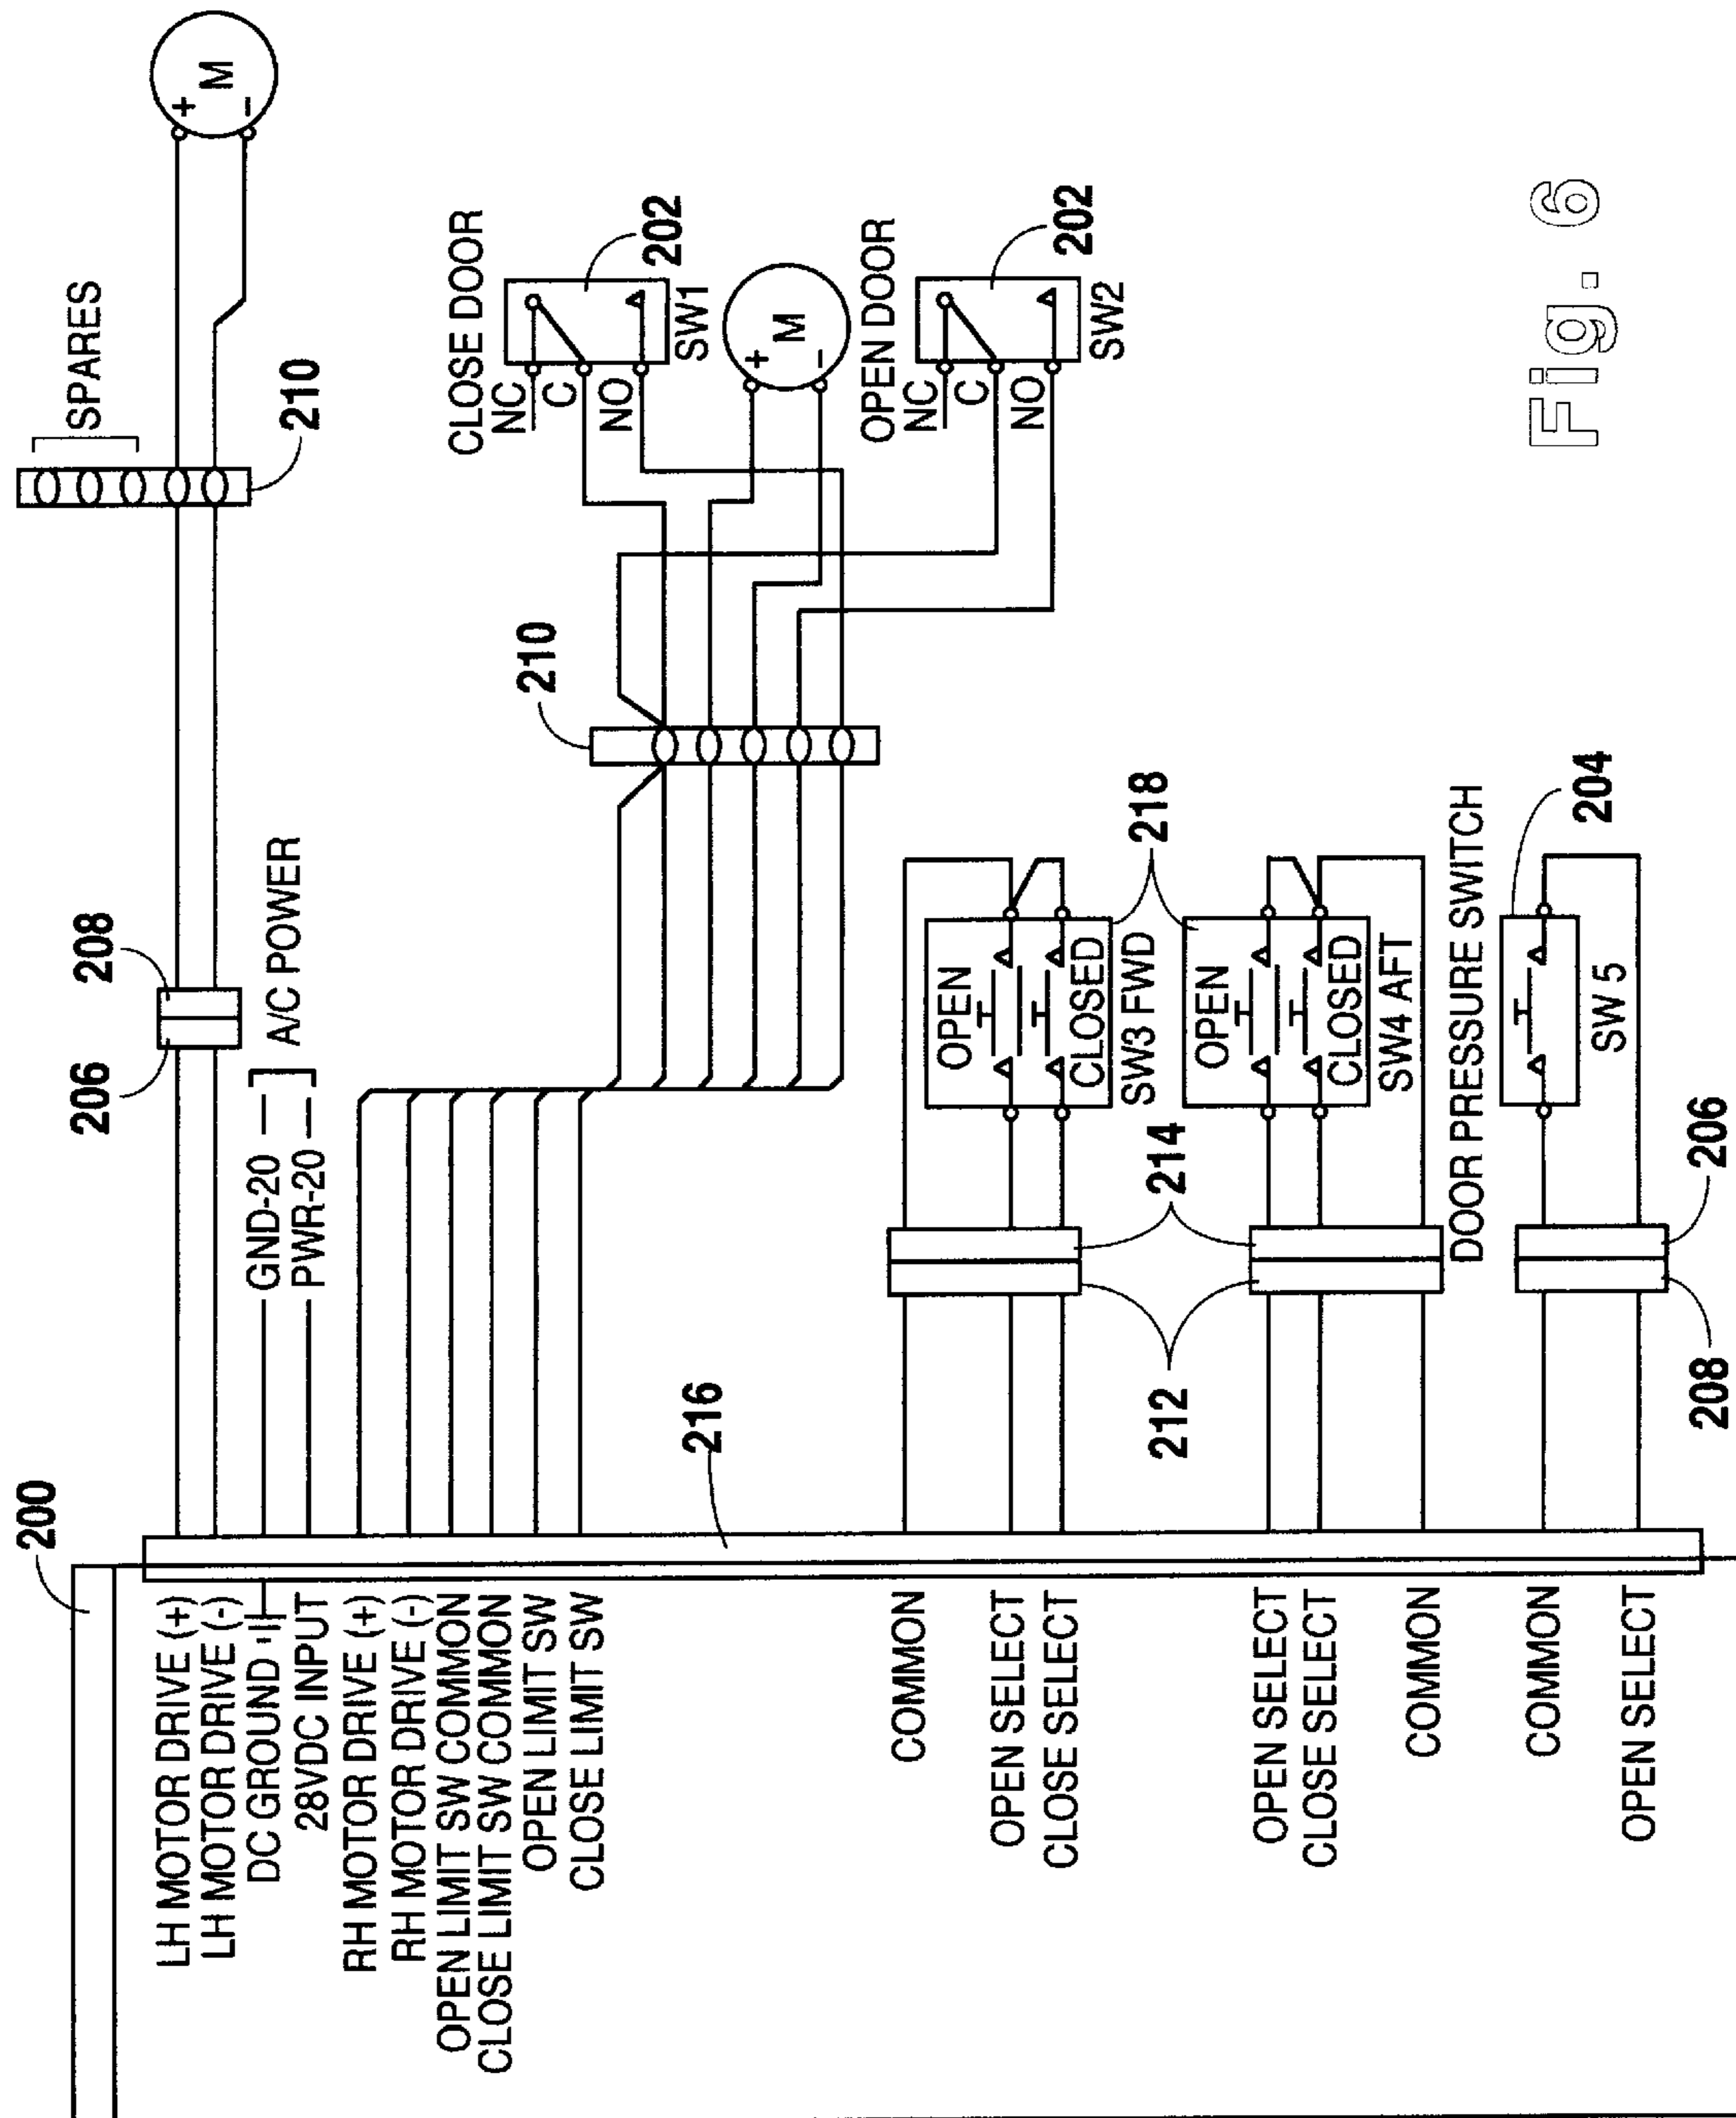 200
LH MOTOR DRIVE (+)
LH MOTOR DRIVE (-)
DC GROUND
28VDC INPUT
RH MOTOR DRIVE (+)
RH MOTOR DRIVE (-)
OPEN LIMIT SW COMMON
CLOSE LIMIT SW COMMON
OPEN LIMIT SW
CLOSE LIMIT SW
COMMON
OPEN SELECT
CLOSE SELECT
OPEN SELECT
CLOSE SELECT
COMMON
COMMON
OPEN SELECT
216
GND-20
PWR-20
A/C POWER
206
208
SPARES
210
+
M
-
210
CLOSE DOOR
NC
C
NO
SW1
202
+
M
-
OPEN DOOR
NC
C
NO
SW2
202
212
214
OPEN
CLOSED
SW3 FWD
218
OPEN
CLOSED
SW4 AFT
DOOR PRESSURE SWITCH
204
SW 5
208
206
Fig. 6